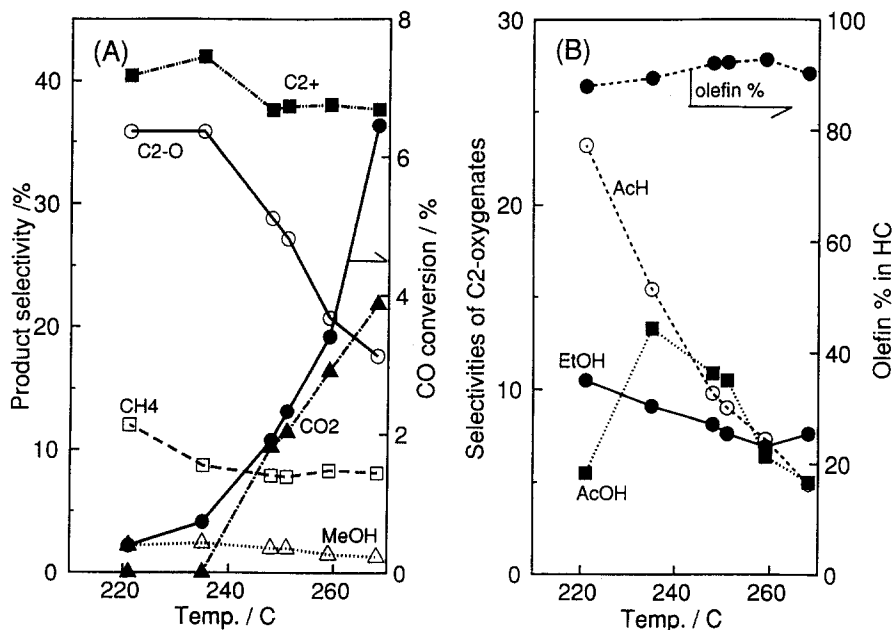 (A)
C2+
C2-O
CH4
CO2
MeOH
40
30
20
10
0
8
6
4
2
0
220
240
260
Product selectivity /%
CO conversion / %
Temp. / C
(B)
olefin %
AcH
EtOH
AcOH
30
20
10
0
100
80
60
40
20
0
220
240
260
Selectivities of C2-oxygenates
Olefin % in HC
Temp. / C